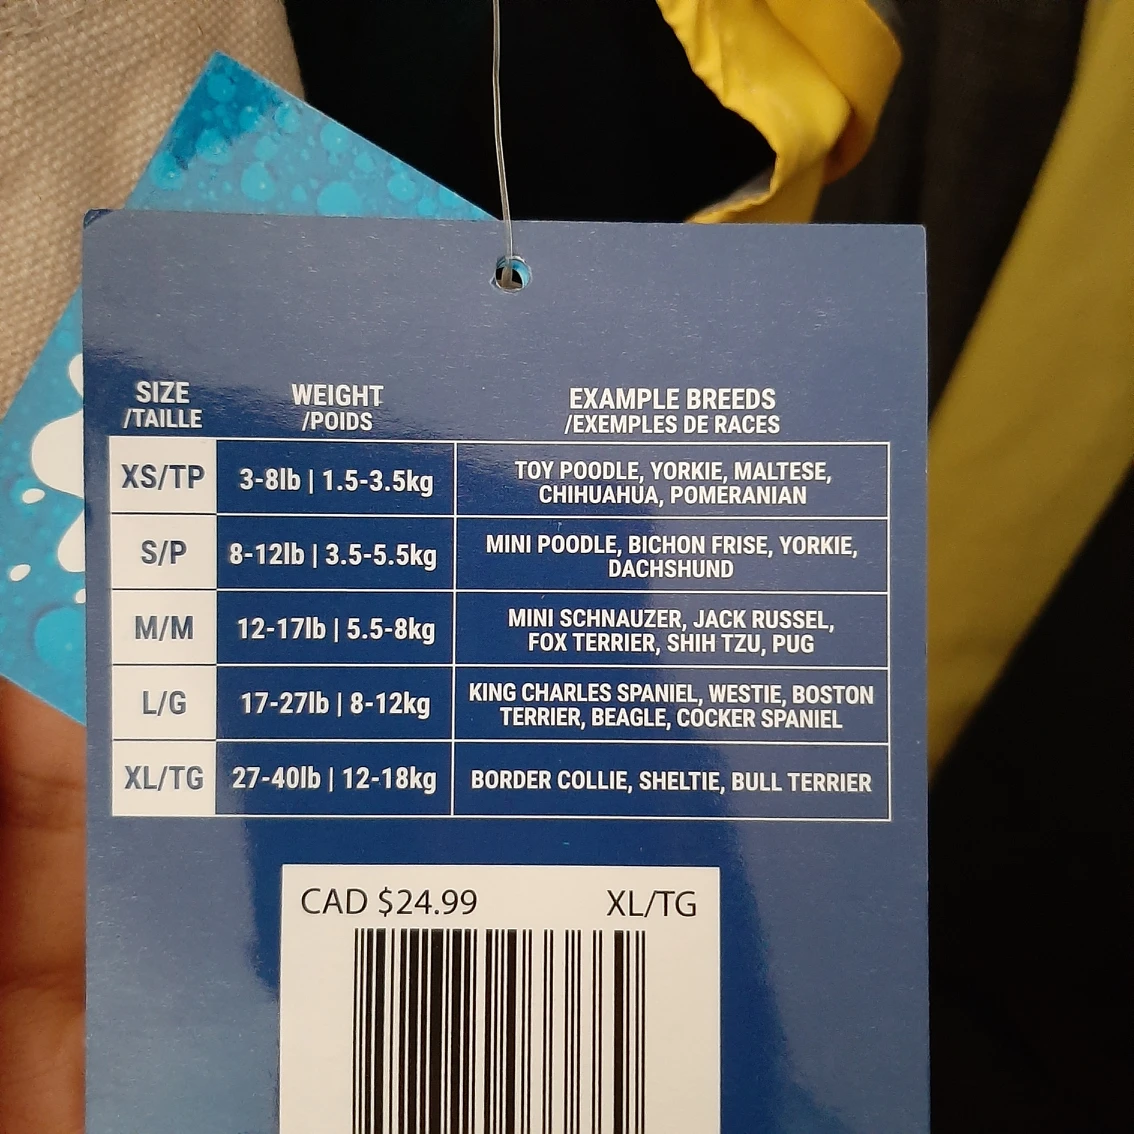 SIZE WEIGHT EXAMPLE BREEDS
/TAILLE /POIDS /EXEMPLES DE RACES
XS/TP 3-8lb | 1.5-3.5kg TOY POODLE, YORKIE, MALTESE,
CHIHUAHUA, POMERANIAN
S/P 8-12lb | 3.5-5.5kg MINI POODLE, BICHON FRISE, YORKIE,
DACHSHUND
M/M 12-17lb | 5.5-8kg MINI SCHNAUZER, JACK RUSSEL,
FOX TERRIER, SHIH TZU, PUG
L/G 17-27lb | 8-12kg KING CHARLES SPANIEL, WESTIE, BOSTON
TERRIER, BEAGLE, COCKER SPANIEL
XL/TG 27-40lb | 12-18kg BORDER COLLIE, SHELTIE, BULL TERRIER
CAD $24.99 XL/TG